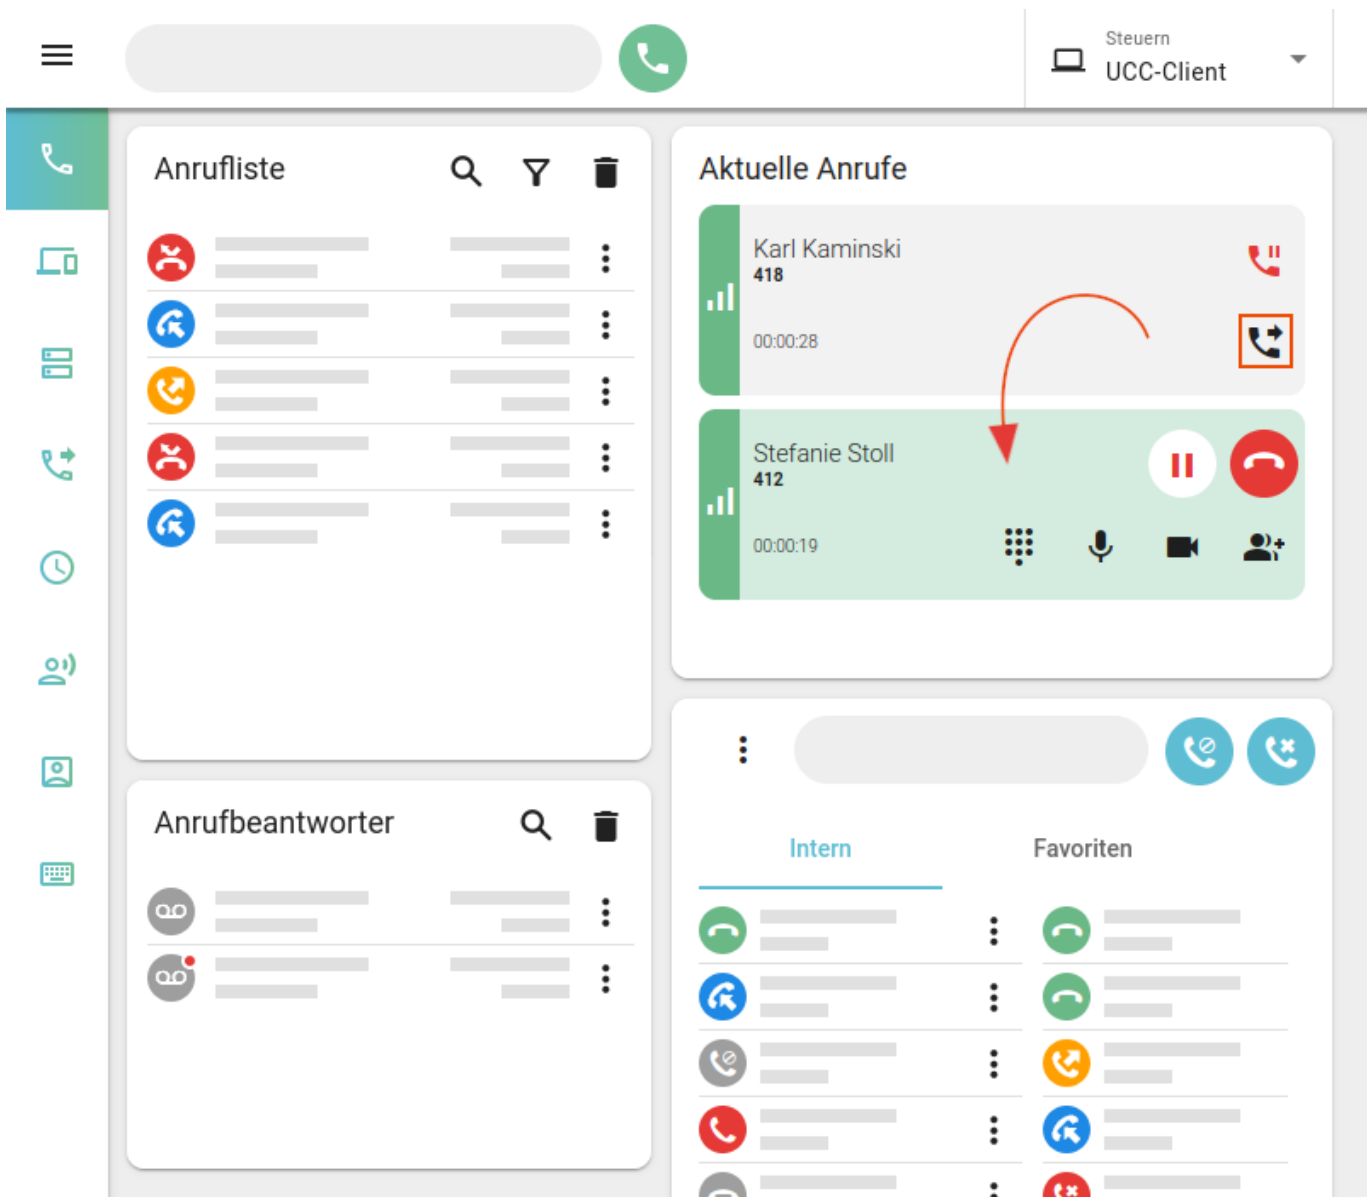 Steuern
UCC-Client
Anrufliste
Aktuelle Anrufe
Karl Kaminski
418
00:00:28
Stefanie Stoll
412
00:00:19
Anrufbeantworter
Intern
Favoriten